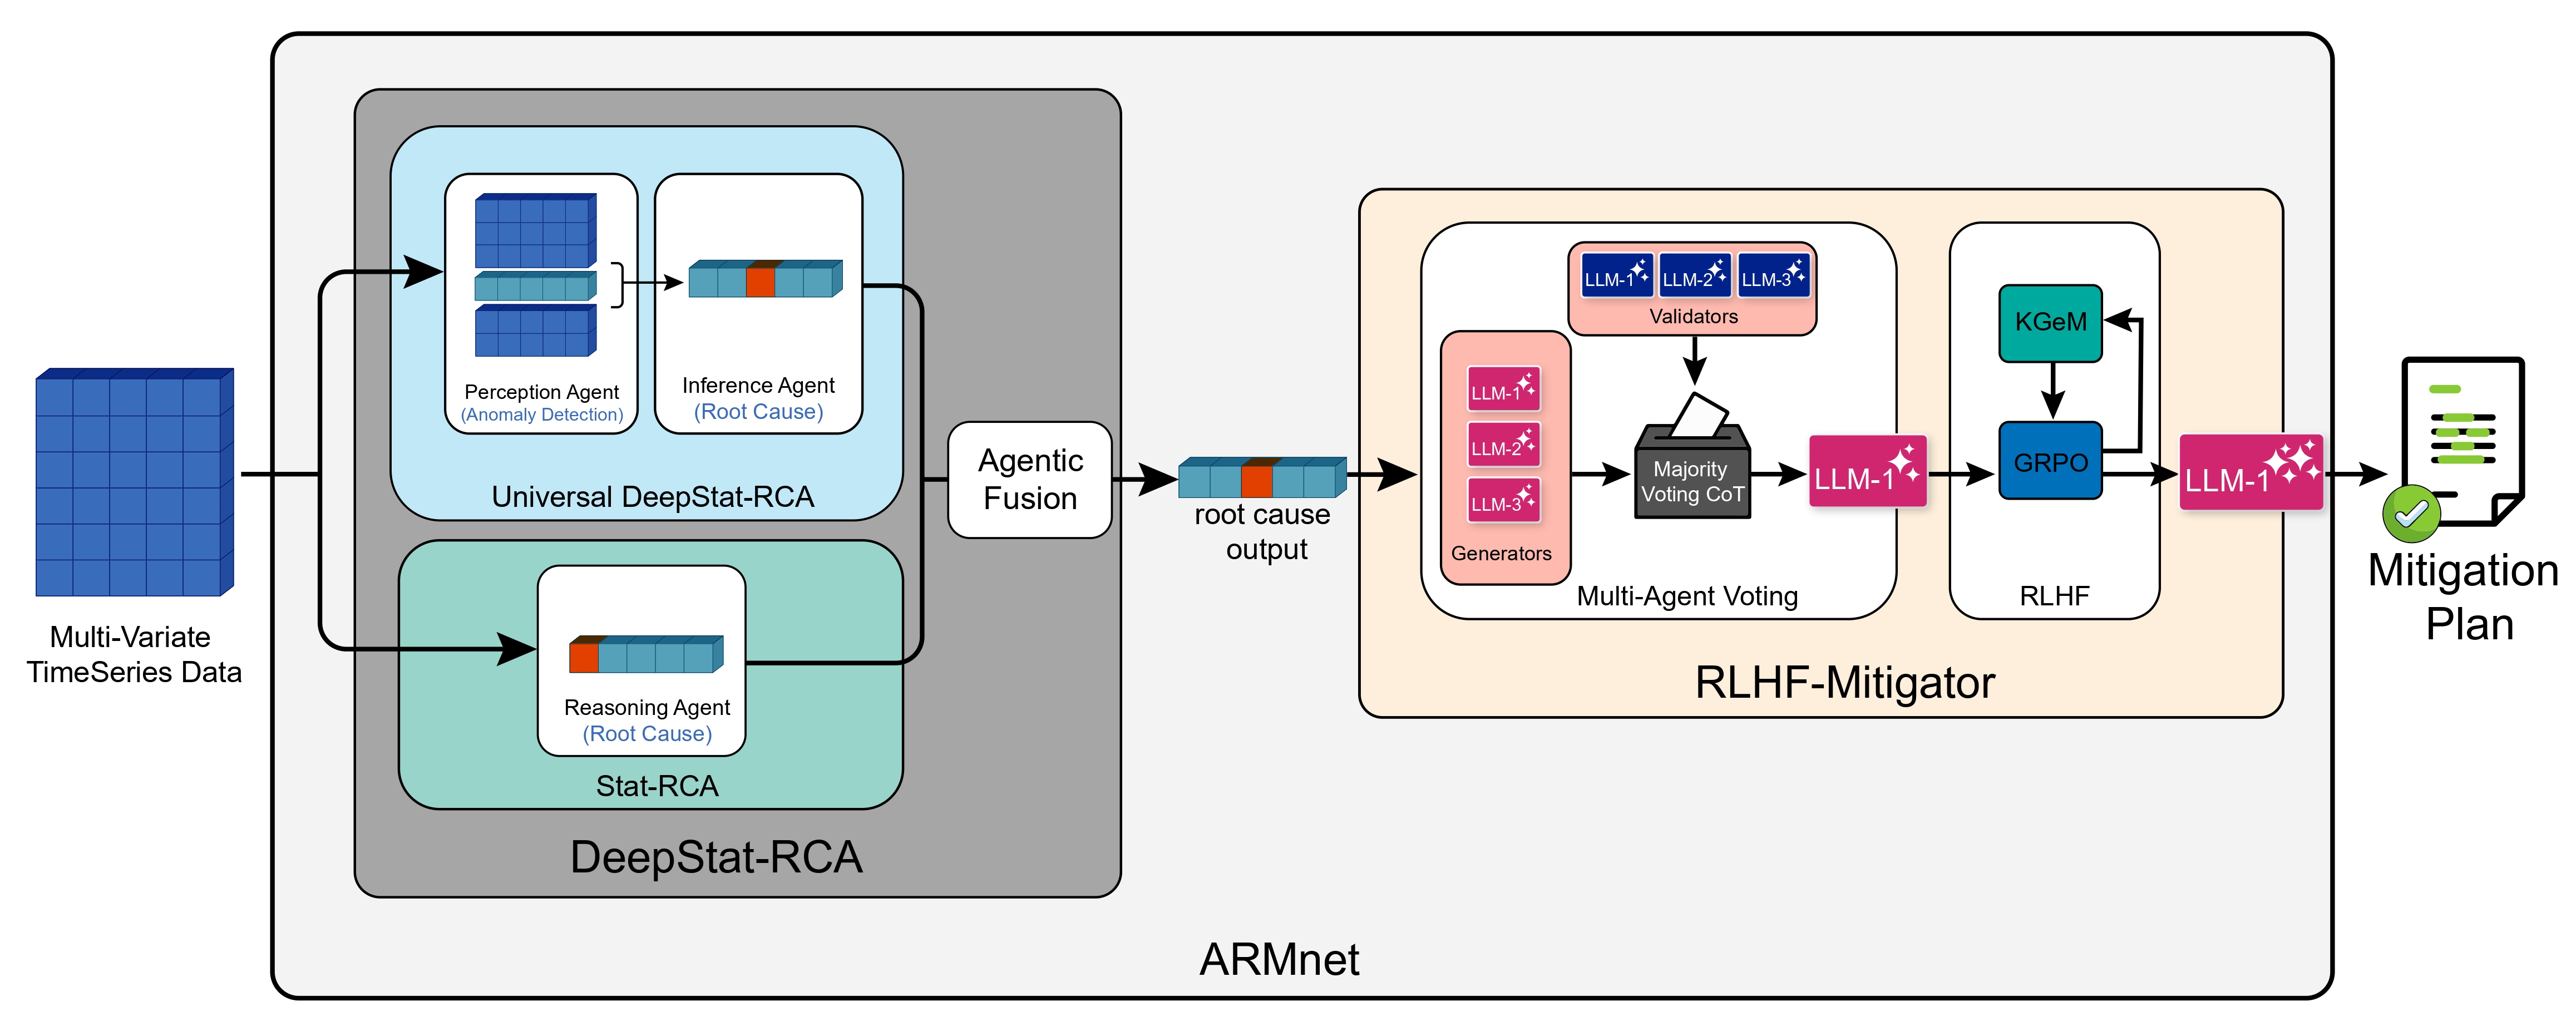 Multi-Variate
TimeSeries Data
Perception Agent
(Anomaly Detection)
Inference Agent
(Root Cause)
Universal DeepStat-RCA
Reasoning Agent
(Root Cause)
Stat-RCA
DeepStat-RCA
Agentic
Fusion
root cause
output
LLM-1
LLM-2
LLM-3
Validators
LLM-1
LLM-2
LLM-3
Generators
Majority
Voting CoT
LLM-1
Multi-Agent Voting
KGeM
GRPO
RLHF
LLM-1
RLHF-Mitigator
Mitigation
Plan
ARMnet